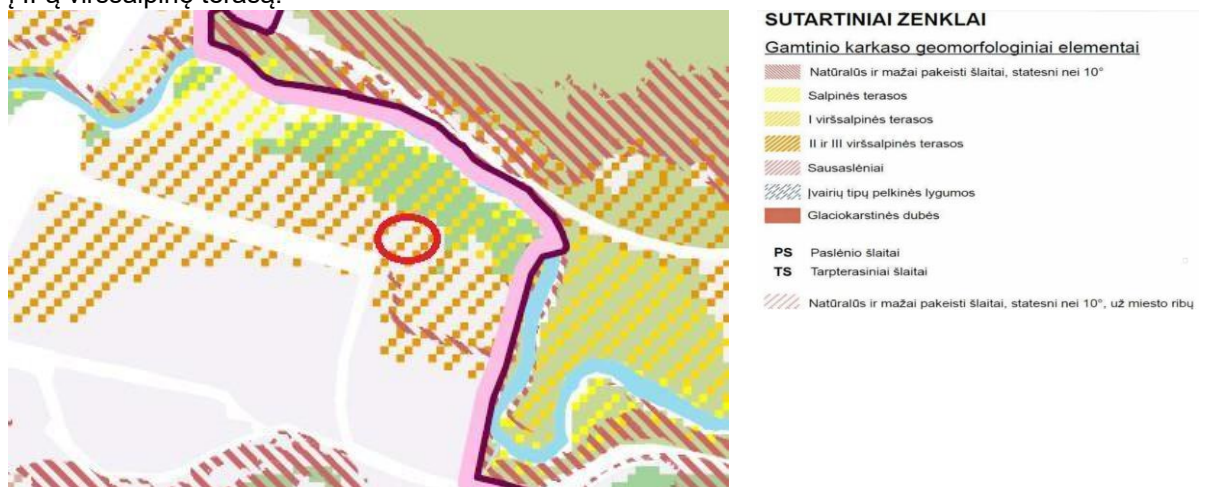 viršsalpinę terasą.
SUTARTINIAI ZENKLAI
Gamtinio karkaso geomorfologiniai elementai
Natūralūs ir mažai pakeisti šlaitai, statesni nei 10°
Salpinės terasos
I viršsalpinės terasos
II ir III viršsalpinės terasos
Sausaslėniai
Įvairių tipų pelkinės lygumos
Glaciokarstinės dubės
PS Paslėnio šlaitai
TS Tarpterasiniai šlaitai
Natūralūs ir mažai pakeisti šlaitai, statesni nei 10°, už miesto ribų